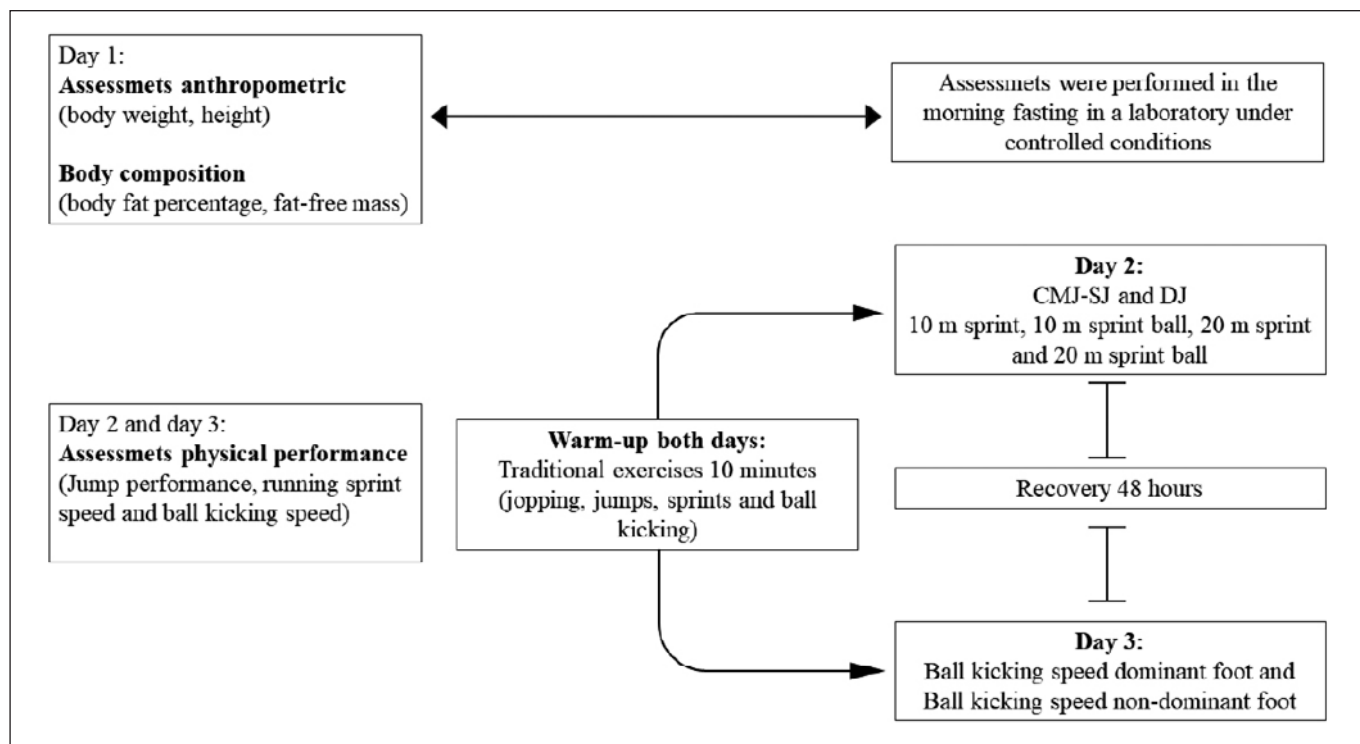 Day 1:
Assessmets anthropometric
(body weight, height)
Body composition
(body fat percentage, fat-free mass)
Assessmets were performed in the
morning fasting in a laboratory under
controlled conditions
Day 2:
CMJ-SJ and DJ
10 m sprint, 10 m sprint ball, 20 m sprint
and 20 m sprint ball
Day 2 and day 3:
Assessmets physical performance
(Jump performance, running sprint
speed and ball kicking speed)
Warm-up both days:
Traditional exercises 10 minutes
(jopping, jumps, sprints and ball
kicking)
Recovery 48 hours
Day 3:
Ball kicking speed dominant foot and
Ball kicking speed non-dominant foot